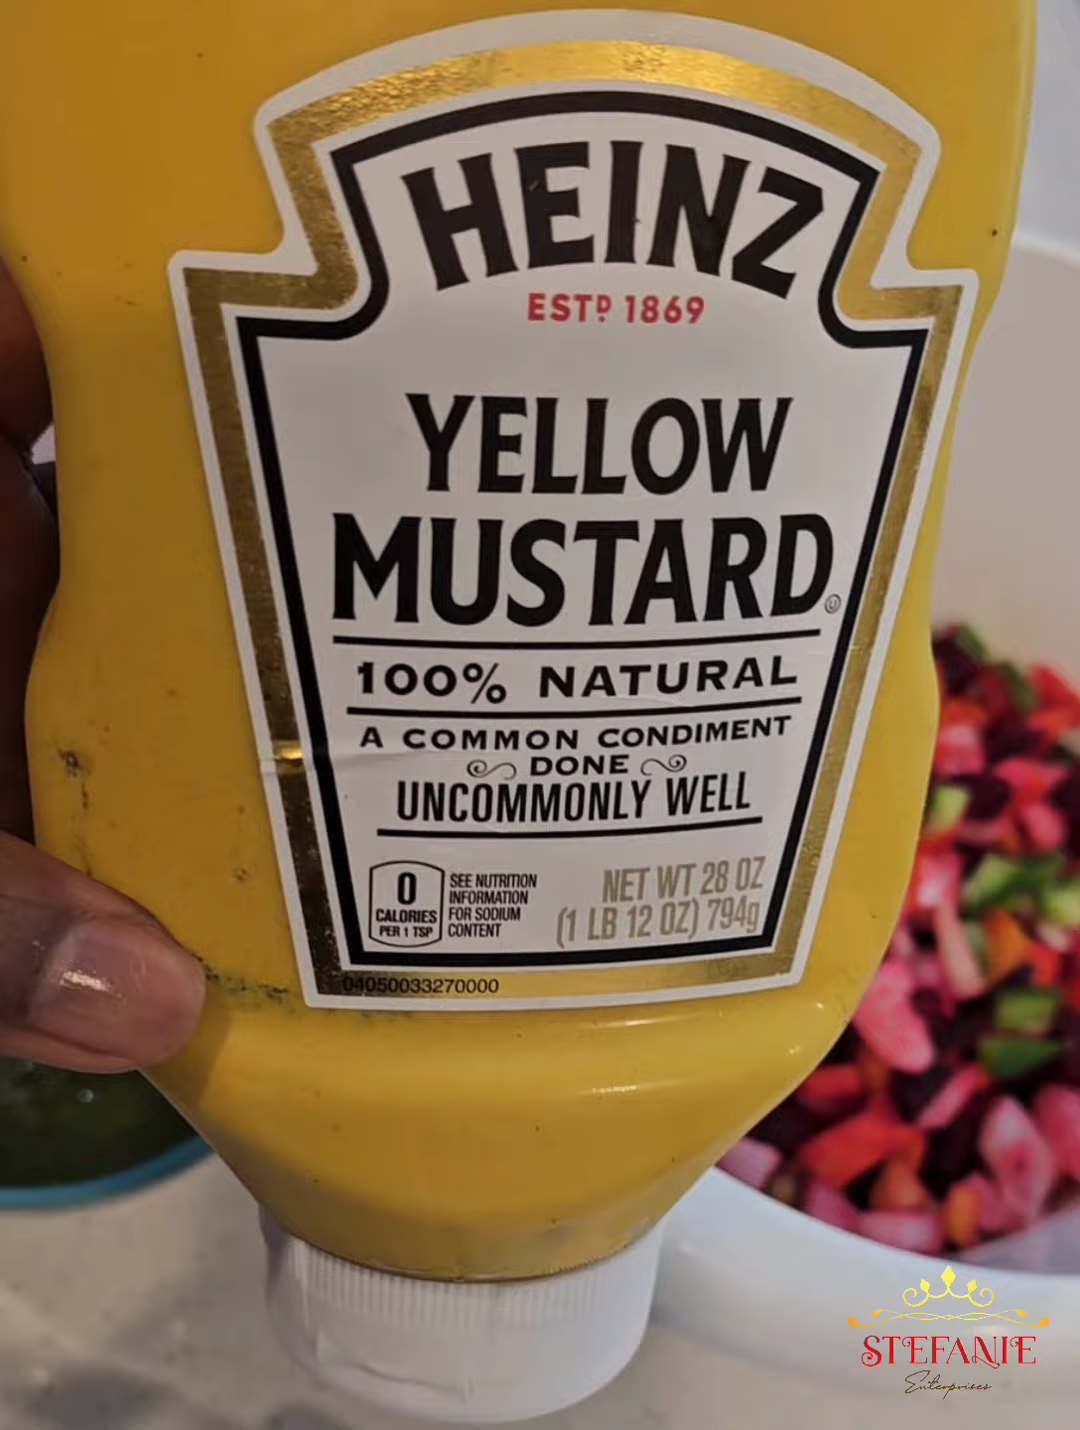 HEINZ
ESTD 1869
YELLOW
MUSTARD
U
100% NATURAL
A COMMON CONDIMENT
DONE
UNCOMMONLY WELL
0
CALORIES
PER 1 TSP
SEE NUTRITION
INFORMATION
FOR SODIUM
CONTENT
NET WT 28 OZ
(1 LB 12 OZ) 794g
04050033270000
STEFANIE
Enterprises